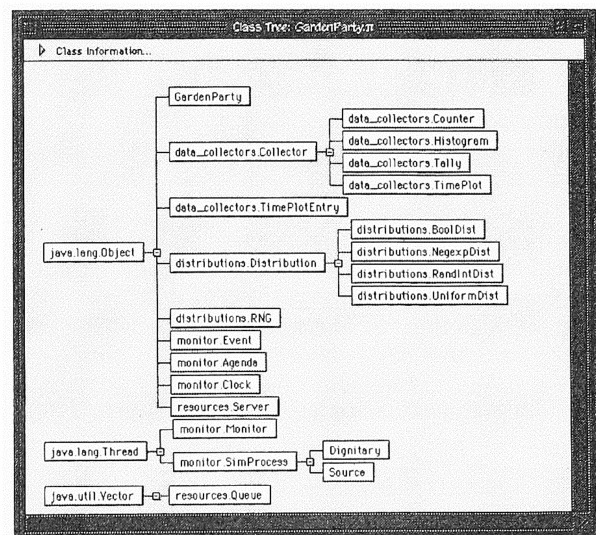 Class Tree: GardenParty.π
Class Information...
GardenParty
data_collectors.Counter
data_collectors.Histogram
data_collectors.Collector
data_collectors.Tally
data_collectors.TimePlot
data_collectors.TimePlotEntry
distributions.BoolDist
distributions.NegexpDist
java.lang.Object
distributions.Distribution
distributions.RandIntDist
distributions.UniformDist
distributions.RNG
monitor.Event
monitor.Agenda
monitor.Clock
resources.Server
monitor.Monitor
java.lang.Thread
Dignitary
monitor.SimProcess
Source
java.util.Vector
resources.Queue